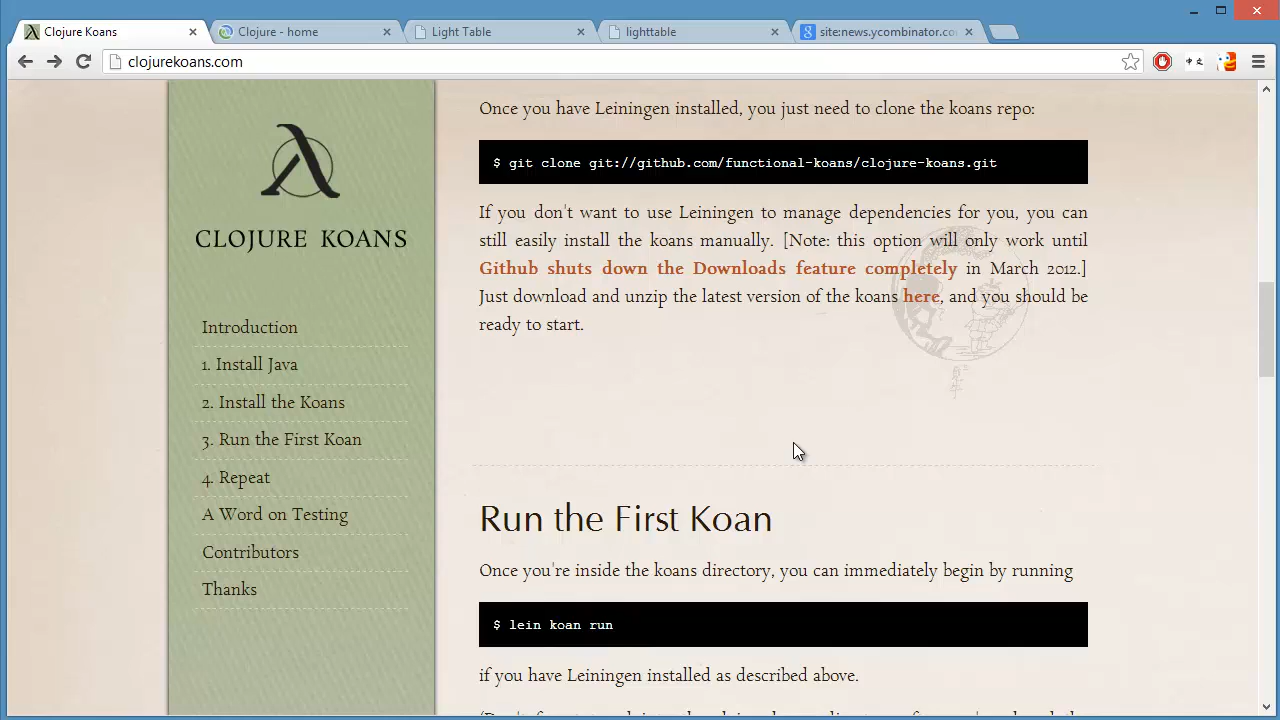 Clojure Koans
Clojure - home
Light Table
lighttable
site:news.ycombinator.co
clojurekoans.com
CLOJURE KOANS
Introduction
1. Install Java
2. Install the Koans
3. Run the First Koan
4. Repeat
A Word on Testing
Contributors
Thanks
Once you have Leiningen installed, you just need to clone the koans repo:
$ git clone git://github.com/functional-koans/clojure-koans.git
If you don't want to use Leiningen to manage dependencies for you, you can
still easily install the koans manually. [Note: this option will only work until
Github shuts down the Downloads feature completely in March 2012.]
Just download and unzip the latest version of the koans here, and you should be
ready to start.
Run the First Koan
Once you're inside the koans directory, you can immediately begin by running
$ lein koan run
if you have Leiningen installed as described above.